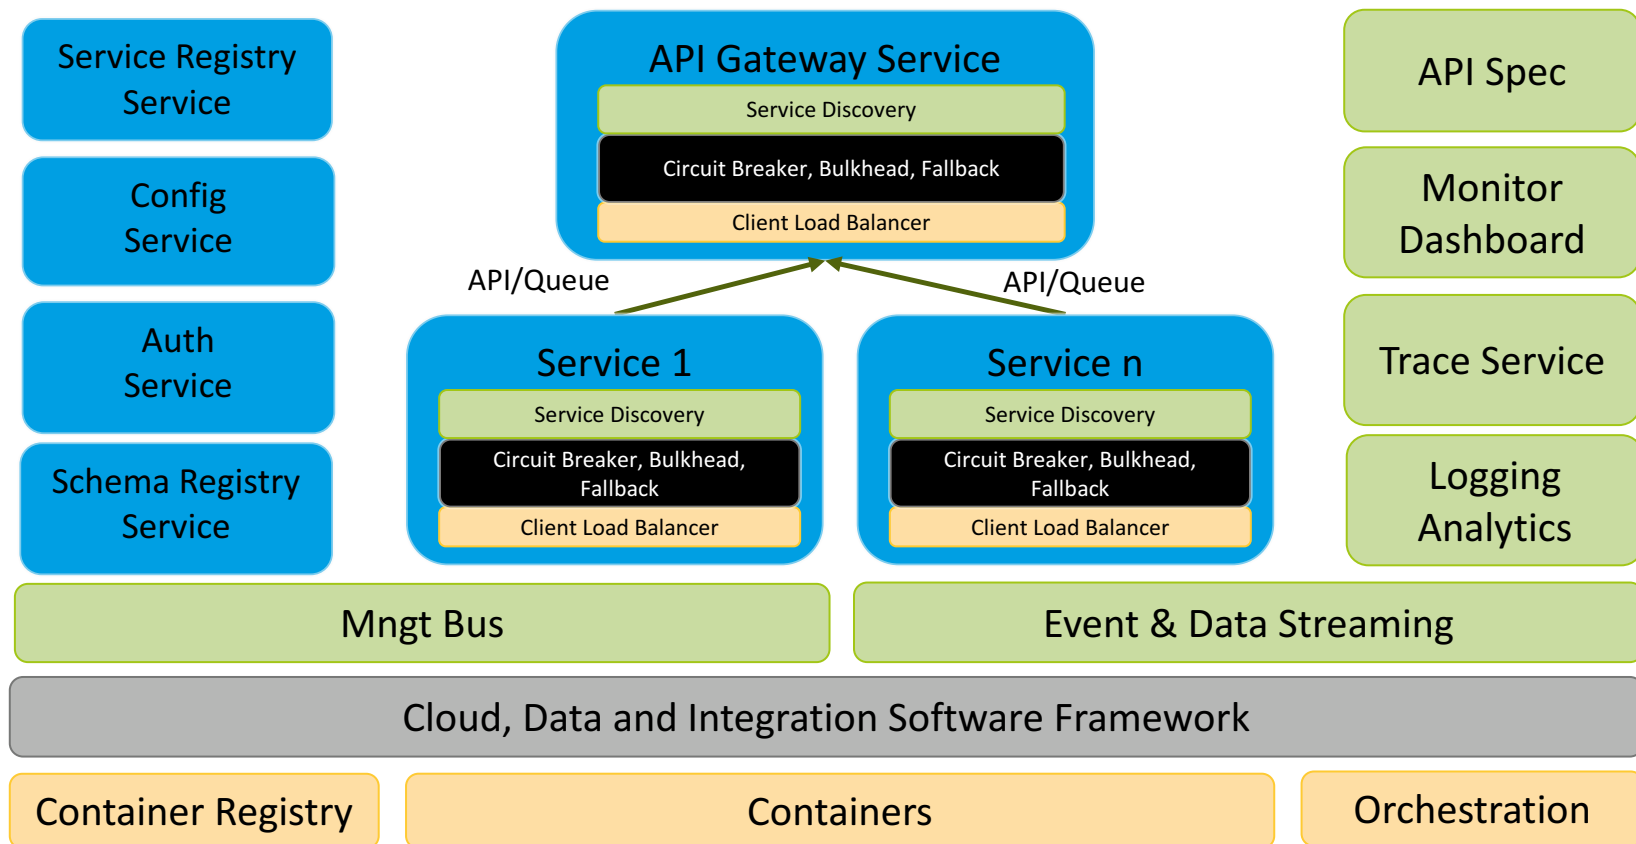 Service Registry
Service
Config
Service
Auth
Service
Schema Registry
Service
API Gateway Service
Service Discovery
Circuit Breaker, Bulkhead, Fallback
Client Load Balancer
API/Queue
API/Queue
Service 1
Service Discovery
Circuit Breaker, Bulkhead,
Fallback
Client Load Balancer
Service n
Service Discovery
Circuit Breaker, Bulkhead,
Fallback
Client Load Balancer
API Spec
Monitor
Dashboard
Trace Service
Logging
Analytics
Mngt Bus
Event & Data Streaming
Cloud, Data and Integration Software Framework
Container Registry
Containers
Orchestration